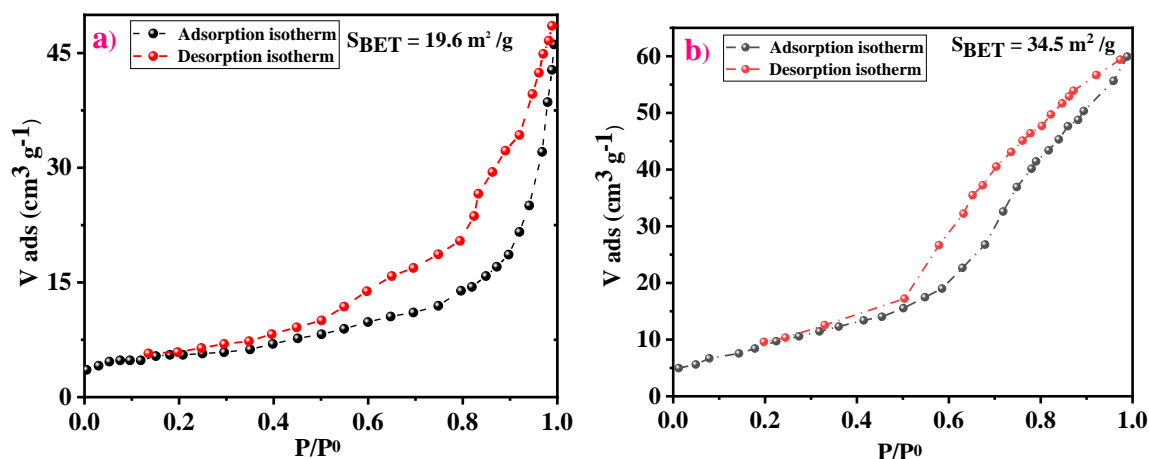 a)
Adsorption isotherm
Desorption isotherm
S BET = 19.6 m² /g
45
30
15
0
V ads (cm³ g⁻¹)
0.0 0.2 0.4 0.6 0.8 1.0
P/P⁰
b)
Adsorption isotherm
Desorption isotherm
S BET = 34.5 m² /g
60
50
40
30
20
10
0
V ads (cm³ g⁻¹)
0.0 0.2 0.4 0.6 0.8 1.0
P/P⁰